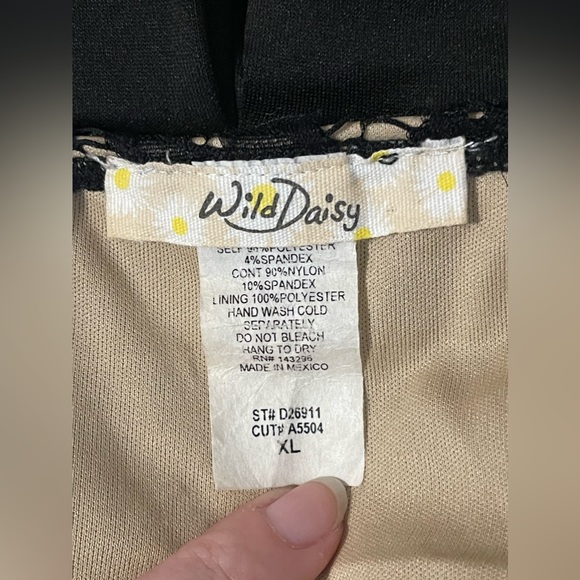 Wild Daisy
SELF 96%POLYESTER
4%SPANDEX
CONT 90%NYLON
10%SPANDEX
LINING 100%POLYESTER
HAND WASH COLD
SEPARATELY
DO NOT BLEACH
HANG TO DRY
RN# 143296
MADE IN MEXICO
ST# D26911
CUT# A5504
XL